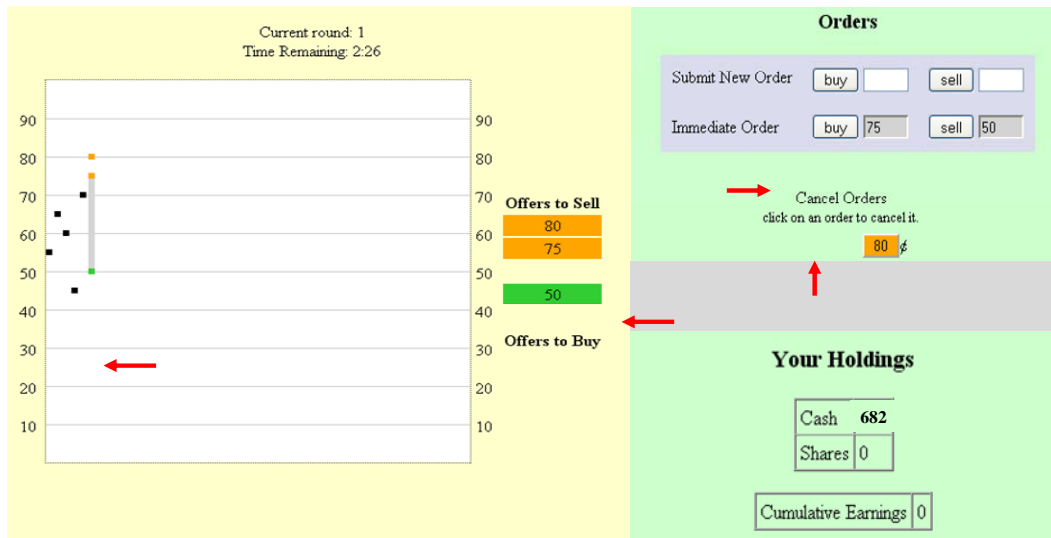 Current round: 1
Time Remaining: 2:26
90 90
80 80
70 70
60 60
50 50
40 40
30 30
20 20
10 10
Offers to Sell
80
75
50
Offers to Buy
Orders
Submit New Order buy sell
Immediate Order buy 75 sell 50
Cancel Orders
click on an order to cancel it.
80 ¢
Your Holdings
Cash 682
Shares 0
Cumulative Earnings 0